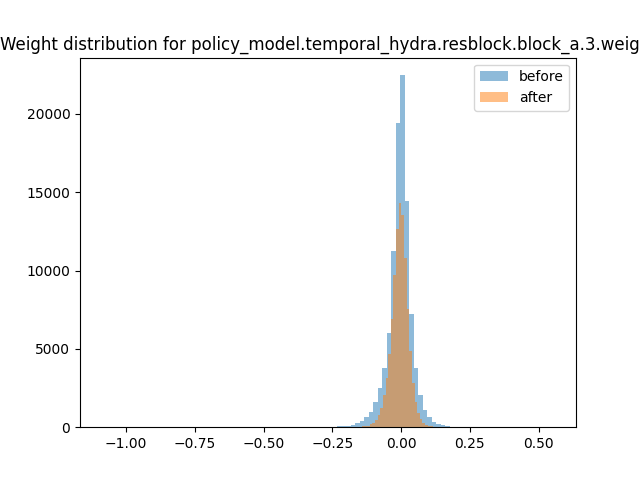 Weight distribution for policy_model.temporal_hydra.resblock.block_a.3.weig
before
after
20000
15000
10000
5000
0
−1.00 −0.75 −0.50 −0.25 0.00 0.25 0.50